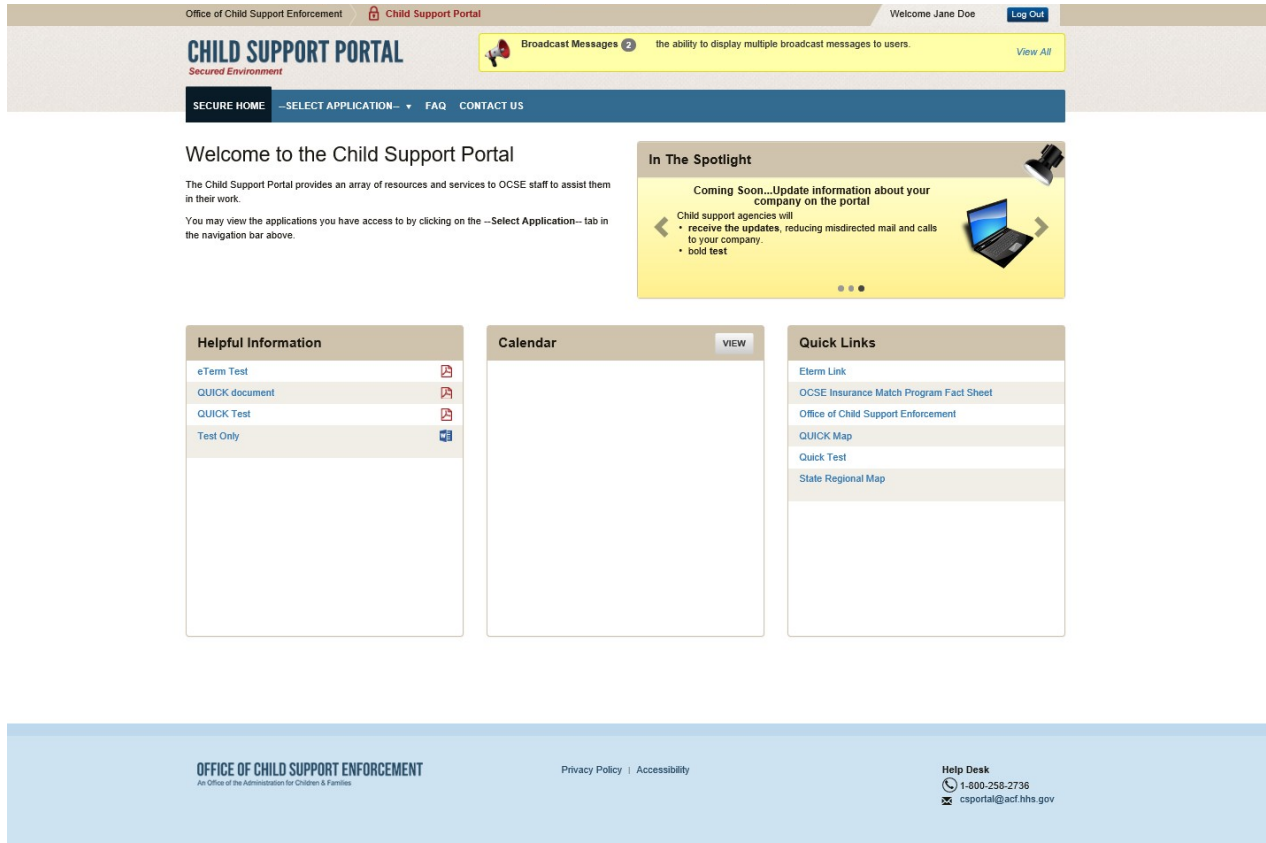 Office of Child Support Enforcement
Child Support Portal
Welcome Jane Doe
Log Out
CHILD SUPPORT PORTAL
Secured Environment
Broadcast Messages 2
the ability to display multiple broadcast messages to users.
View All
SECURE HOME
--SELECT APPLICATION-- ▼
FAQ
CONTACT US
Welcome to the Child Support Portal
The Child Support Portal provides an array of resources and services to OCSE staff to assist them
in their work.
You may view the applications you have access to by clicking on the --Select Application-- tab in
the navigation bar above.
In The Spotlight
Coming Soon...Update information about your
company on the portal
Child support agencies will
• receive the updates, reducing misdirected mail and calls
to your company.
• bold test
Helpful Information
eTerm Test
QUICK document
QUICK Test
Test Only
Calendar
VIEW
Quick Links
Eterm Link
OCSE Insurance Match Program Fact Sheet
Office of Child Support Enforcement
QUICK Map
Quick Test
State Regional Map
OFFICE OF CHILD SUPPORT ENFORCEMENT
An Office of the Administration for Children & Families
Privacy Policy | Accessibility
Help Desk
1-800-258-2736
csportal@acf.hhs.gov